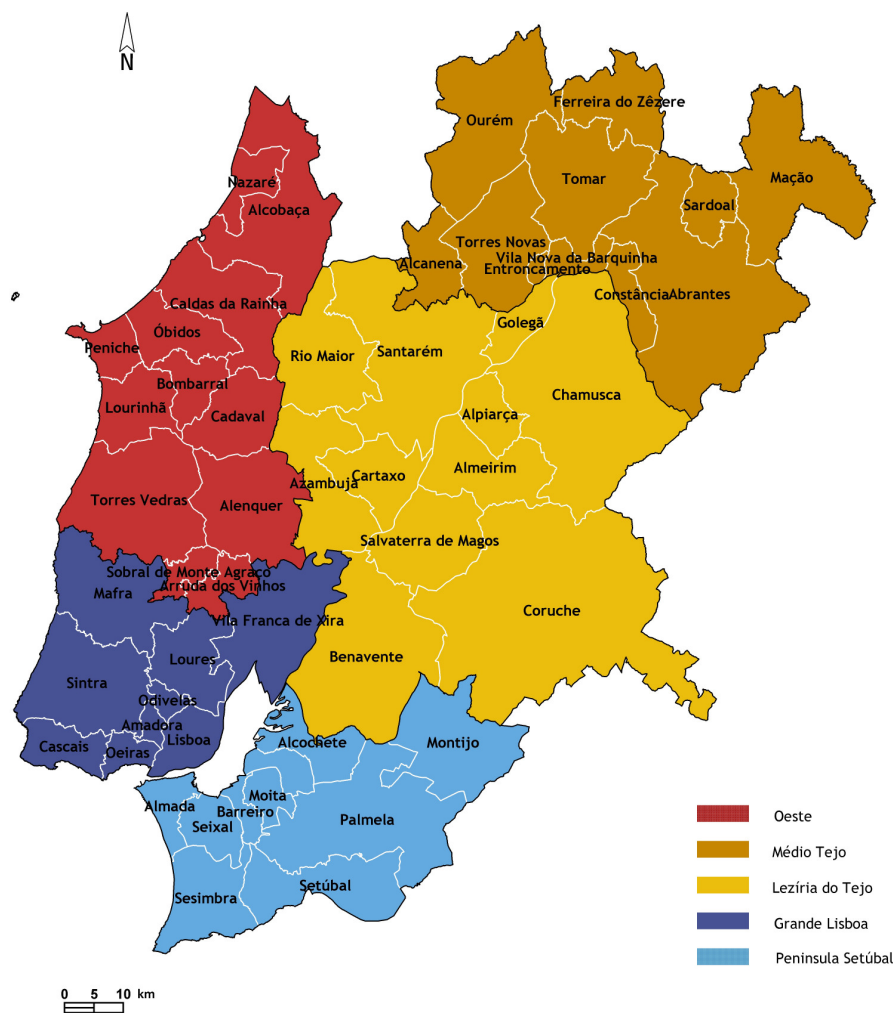 N
Ferreira do Zêzere
Ourém
Mação
Tomar
Nazaré
Sardoal
Alcobaça
Torres Novas
Vila Nova da Barquinha
Alcanena
Entroncamento
Constância
Abrantes
Caldas da Rainha
Golegã
Óbidos
Peniche
Santarém
Rio Maior
Bombarral
Chamusca
Lourinhã
Cadaval
Alpiarça
Almeirim
Cartaxo
Azambuja
Torres Vedras
Alenquer
Salvaterra de Magos
Sobral de Monte Agraço
Arruda dos Vinhos
Mafra
Coruche
Vila Franca de Xira
Benavente
Loures
Sintra
Odivelas
Amadora
Lisboa
Cascais
Oeiras
Alcochete
Montijo
Moita
Almada
Barreiro
Seixal
Palmela
Setúbal
Sesimbra
Oeste
Médio Tejo
Lezíria do Tejo
Grande Lisboa
Peninsula Setúbal
0 5 10 km